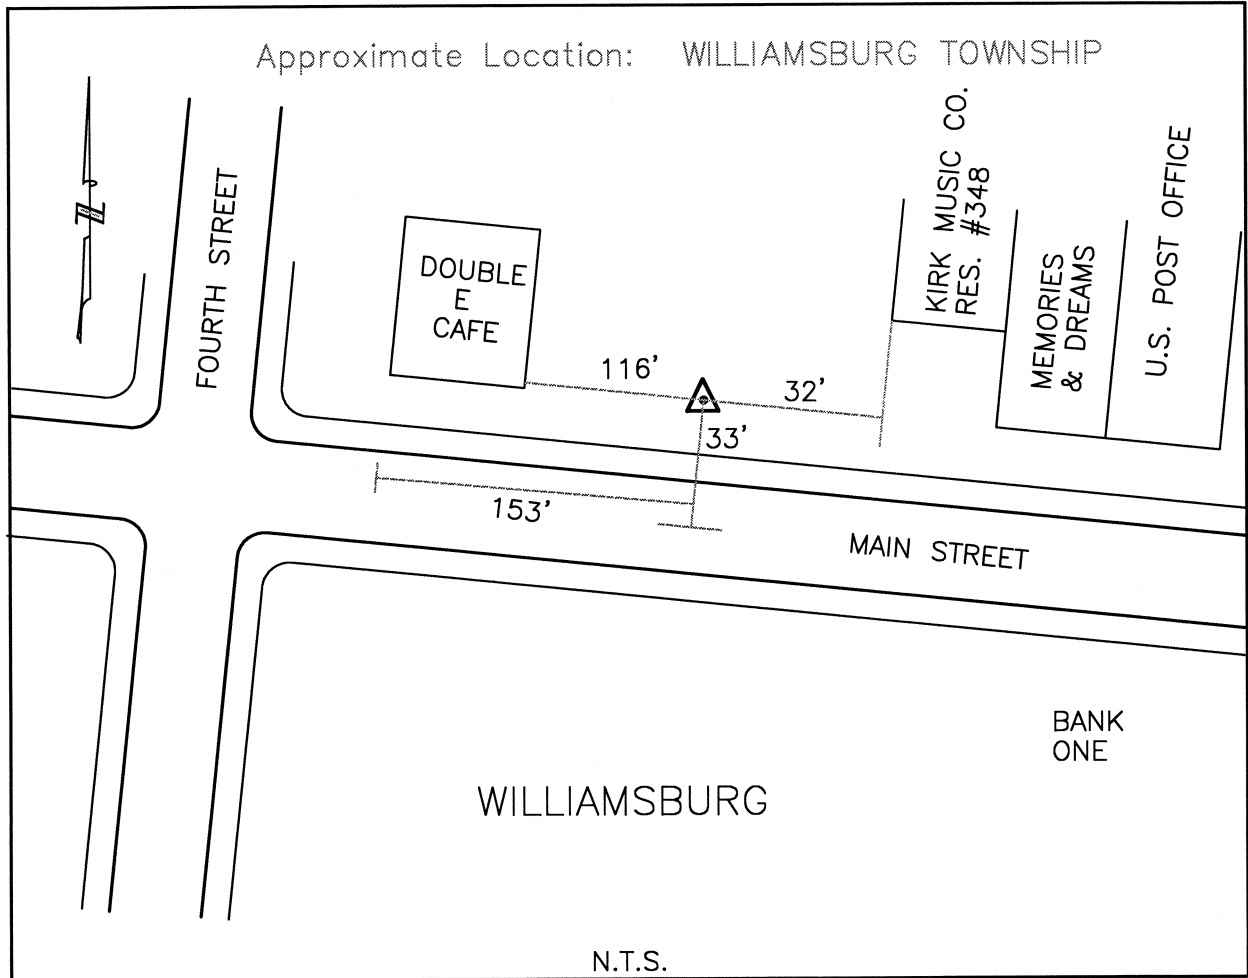 Approximate Location: WILLIAMSBURG TOWNSHIP
N
FOURTH STREET
DOUBLE
E
CAFE
KIRK MUSIC CO.
RES. #348
MEMORIES
& DREAMS
U.S. POST OFFICE
116'
32'
33'
153'
MAIN STREET
BANK
ONE
WILLIAMSBURG
N.T.S.